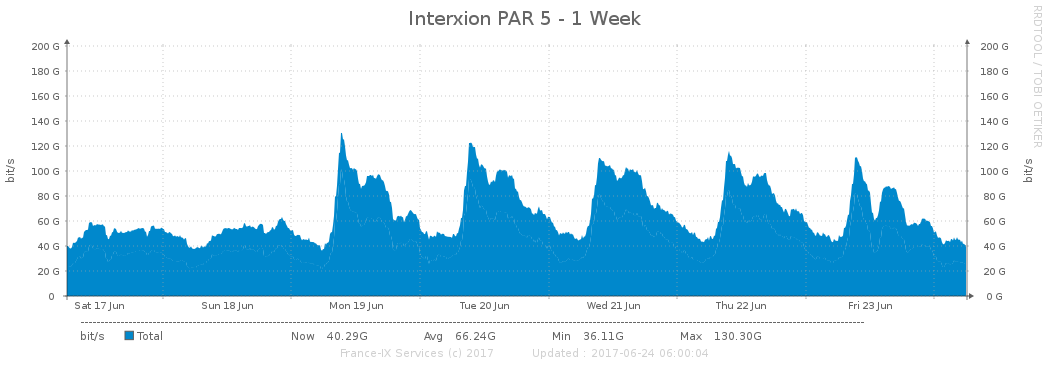 Interxion PAR 5 - 1 Week
RRDTOOL / TOBI OETIKER
bit/s
200 G
180 G
160 G
140 G
120 G
100 G
80 G
60 G
40 G
20 G
0
200 G
180 G
160 G
140 G
120 G
100 G
80 G
60 G
40 G
20 G
0 G
bit/s
Sat 17 Jun Sun 18 Jun Mon 19 Jun Tue 20 Jun Wed 21 Jun Thu 22 Jun Fri 23 Jun
bit/s Total Now 40.29G Avg 66.24G Min 36.11G Max 130.30G
France-IX Services (c) 2017 Updated : 2017-06-24 06:00:04